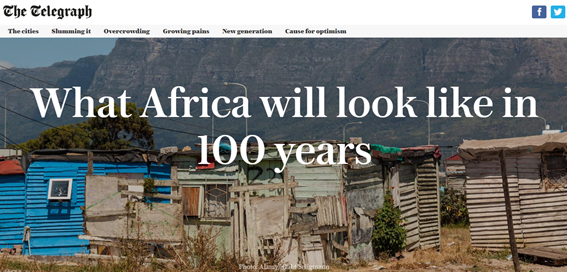 The Telegraph
The cities Slumming it Overcrowding Growing pains New generation Cause for optimism
What Africa will look like in
100 years
Photo: Alamy